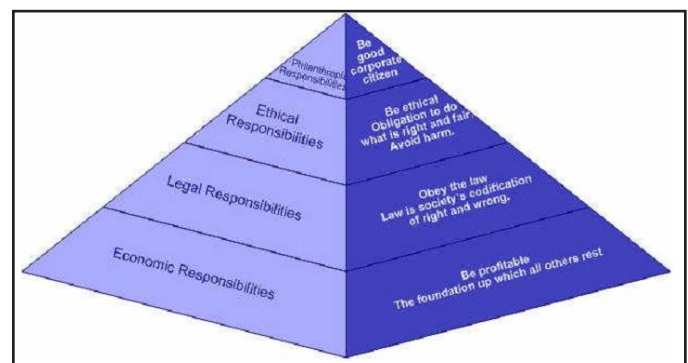 Philanthropic
Responsibilities
Be
good
corporate
citizen
Ethical
Responsibilities
Be ethical
Obligation to do
what is right and fair.
Avoid harm.
Legal Responsibilities
Obey the law
Law is society's codification
of right and wrong.
Economic Responsibilities
Be profitable
The foundation up which all others rest